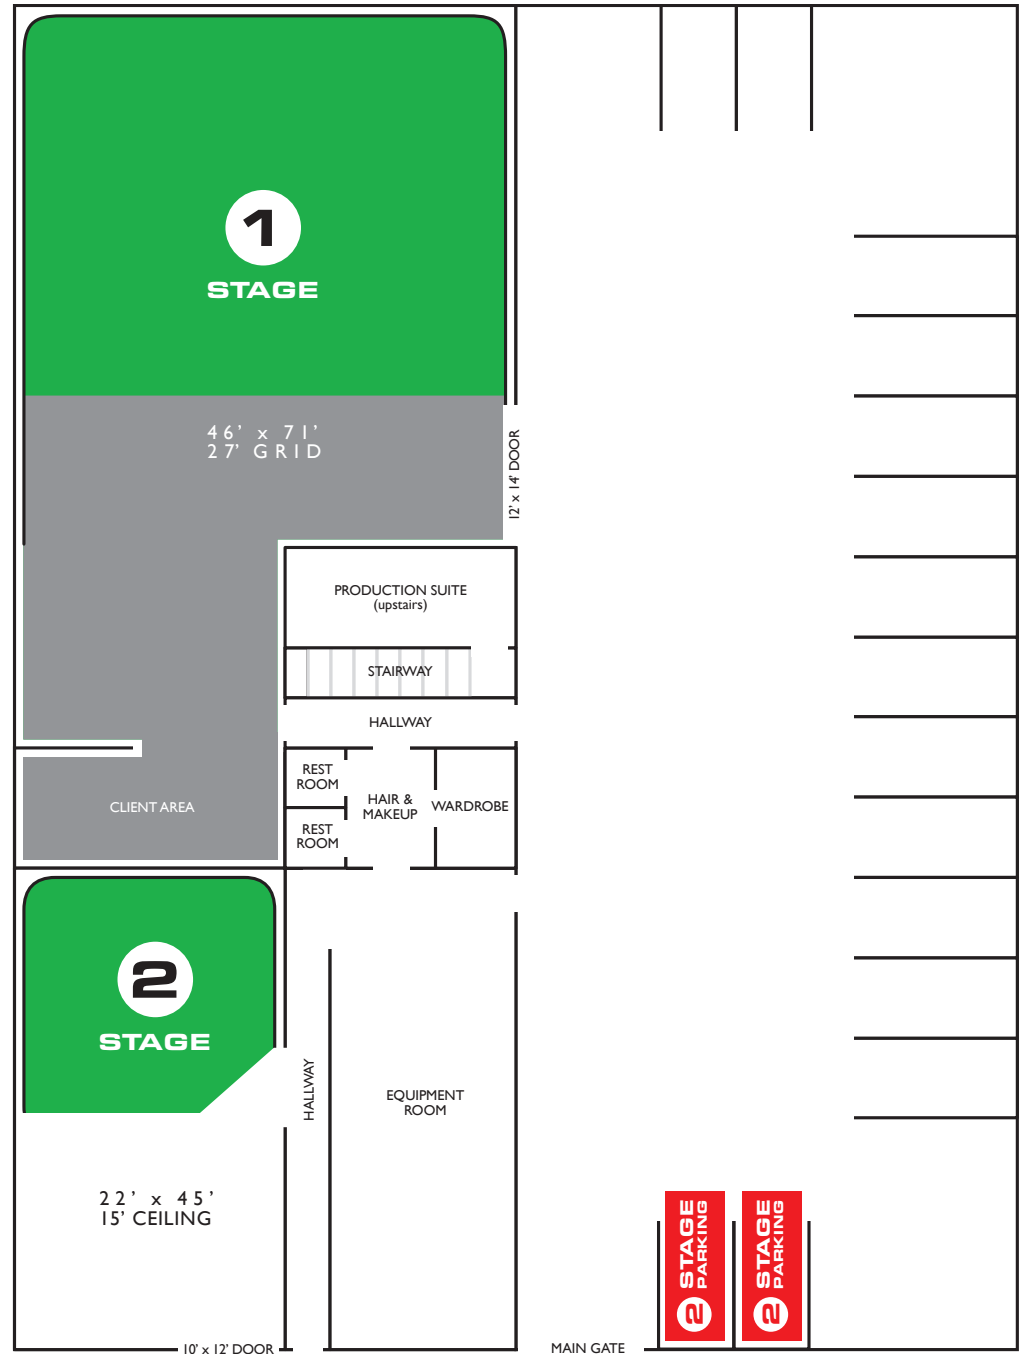 1
STAGE
46’ x 71’
27’ GRID
12’ x 14’ DOOR
PRODUCTION SUITE
(upstairs)
STAIRWAY
HALLWAY
REST
ROOM
HAIR &
MAKEUP
WARDROBE
REST
ROOM
CLIENT AREA
2
STAGE
HALLWAY
EQUIPMENT
ROOM
22’ x 45’
15’ CEILING
10’ x 12’ DOOR
MAIN GATE
2 STAGE
PARKING
2 STAGE
PARKING